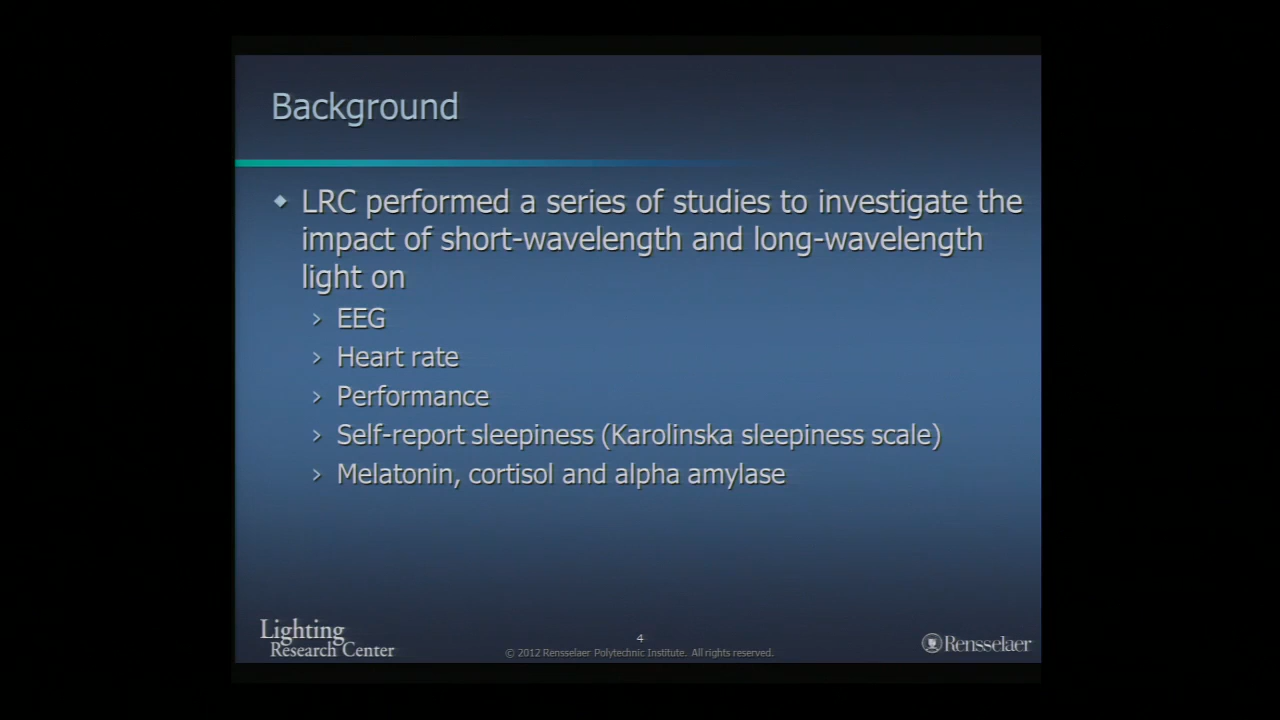 Background
LRC performed a series of studies to investigate the
impact of short-wavelength and long-wavelength
light on
EEG
Heart rate
Performance
Self-report sleepiness (Karolinska sleepiness scale)
Melatonin, cortisol and alpha amylase
Lighting
Research Center
4
© 2012 Rensselaer Polytechnic Institute. All rights reserved.
Rensselaer